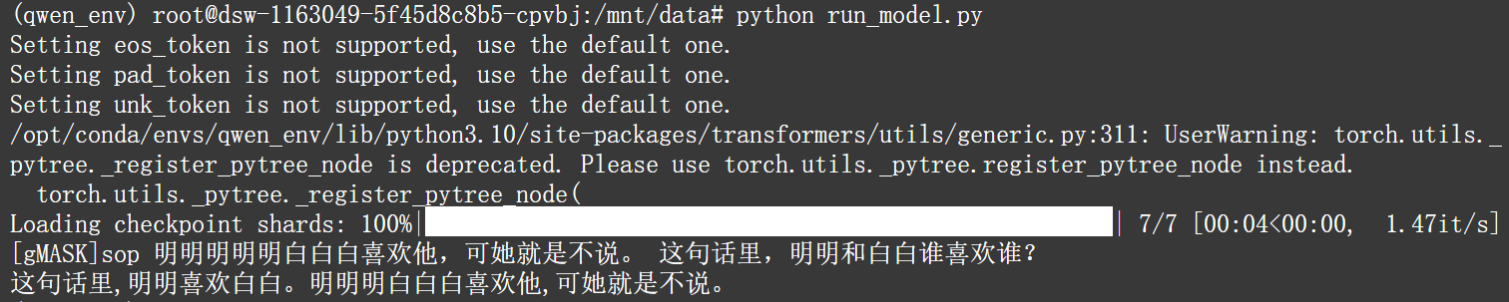 (qwen_env) root@dsw-1163049-5f45d8c8b5-cpvbj:/mnt/data# python run_model.py
Setting eos_token is not supported, use the default one.
Setting pad_token is not supported, use the default one.
Setting unk_token is not supported, use the default one.
/opt/conda/envs/qwen_env/lib/python3.10/site-packages/transformers/utils/generic.py:311: UserWarning: torch.utils._
pytree._register_pytree_node is deprecated. Please use torch.utils._pytree.register_pytree_node instead.
  torch.utils._pytree._register_pytree_node(
Loading checkpoint shards: 100%|                    | 7/7 [00:04<00:00,  1.47it/s]
[gMASK]sop 明明明明明白白白喜欢他，可她就是不说。 这句话里，明明和白白谁喜欢谁？
这句话里,明明喜欢白白。明明明白白白喜欢他,可她就是不说。